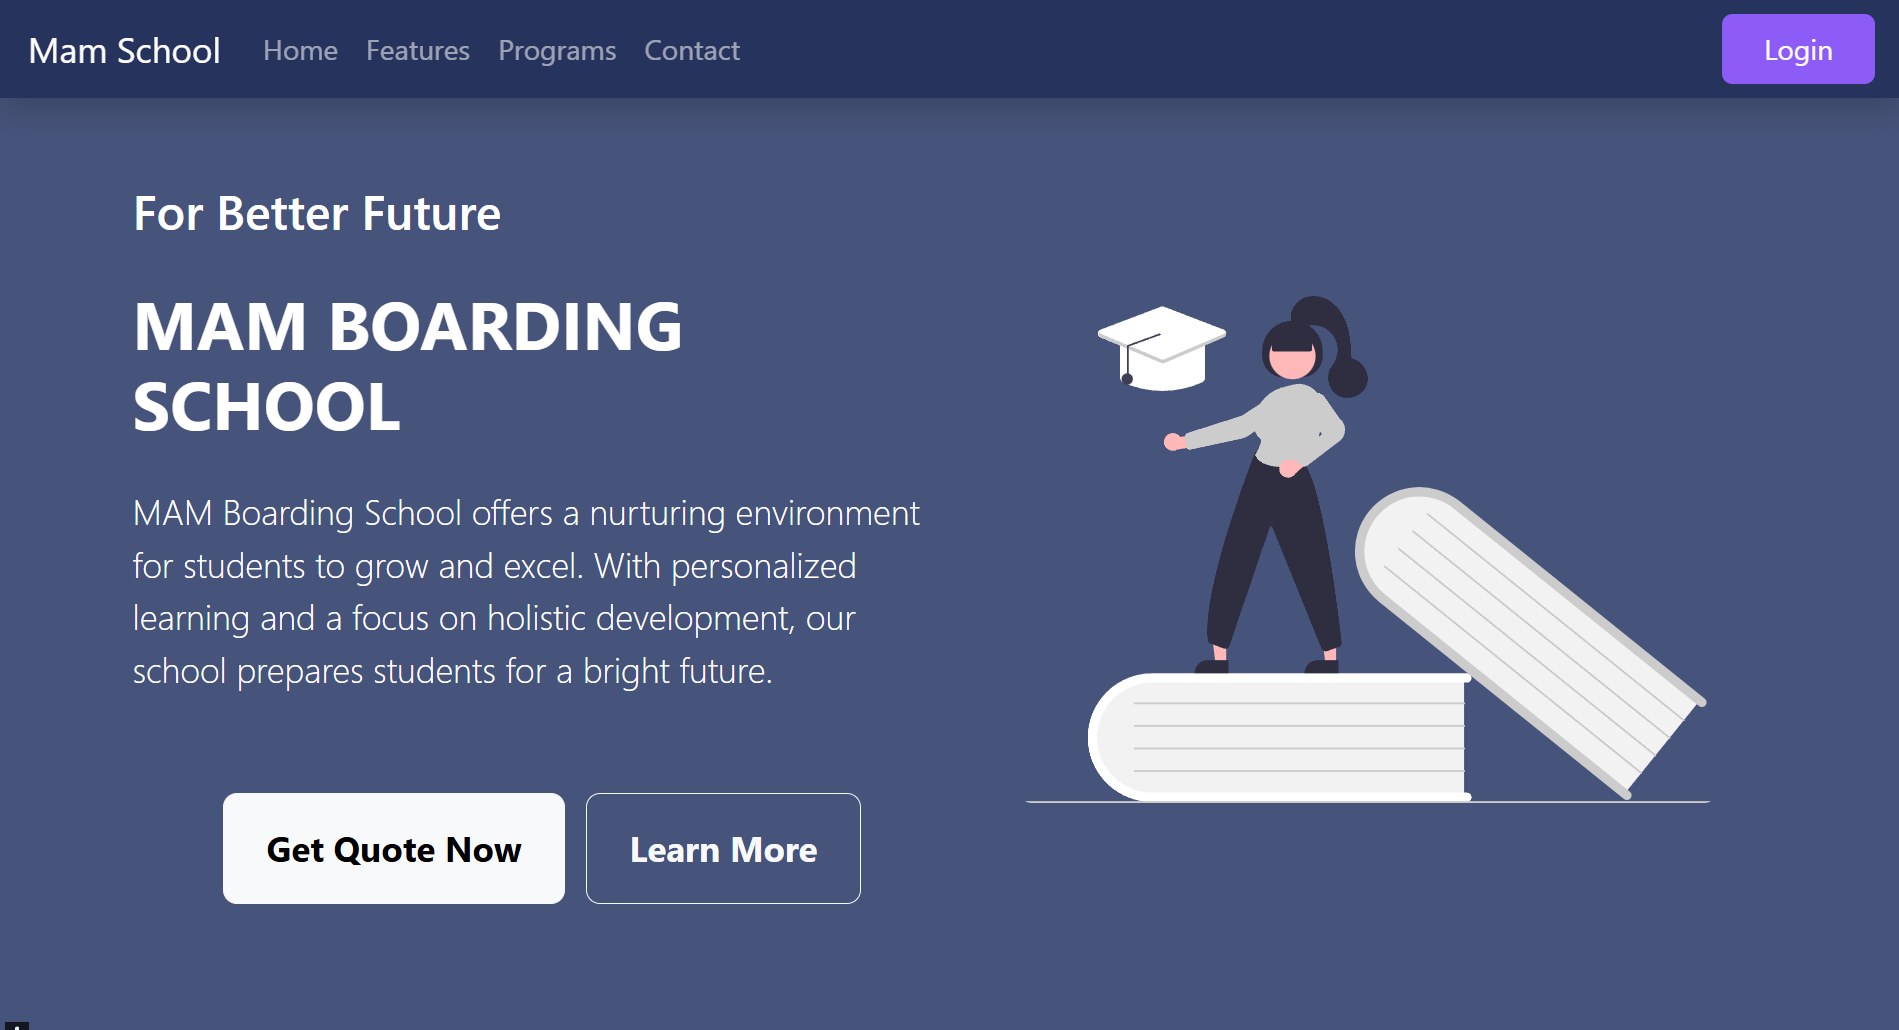 Mam School Home Features Programs Contact Login
For Better Future
MAM BOARDING
SCHOOL
MAM Boarding School offers a nurturing environment
for students to grow and excel. With personalized
learning and a focus on holistic development, our
school prepares students for a bright future.
Get Quote Now Learn More